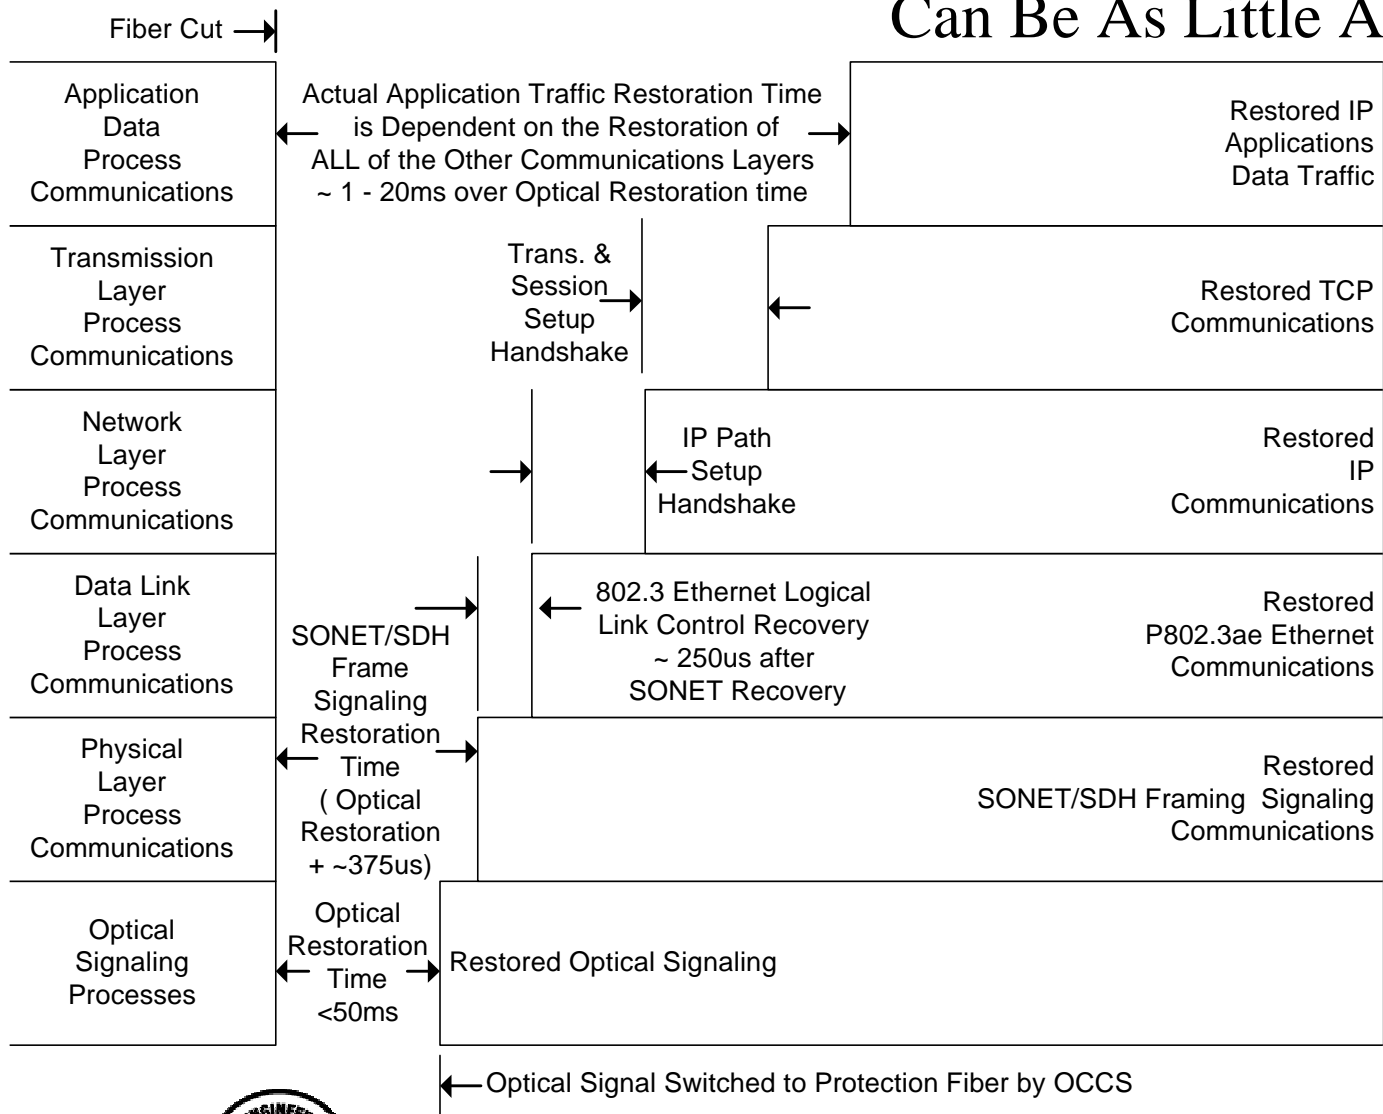 Can Be As Little A
Fiber Cut
Application
Data
Process
Communications
Actual Application Traffic Restoration Time
is Dependent on the Restoration of
ALL of the Other Communications Layers
~ 1 - 20ms over Optical Restoration time
Restored IP
Applications
Data Traffic
Transmission
Layer
Process
Communications
Trans. &
Session
Setup
Handshake
Restored TCP
Communications
Network
Layer
Process
Communications
IP Path
Setup
Handshake
Restored
IP
Communications
Data Link
Layer
Process
Communications
802.3 Ethernet Logical
Link Control Recovery
~ 250us after
SONET Recovery
Restored
P802.3ae Ethernet
Communications
SONET/SDH
Frame
Signaling
Restoration
Time
( Optical
Restoration
+ ~375us)
Physical
Layer
Process
Communications
Restored
SONET/SDH Framing Signaling
Communications
Optical
Signaling
Processes
Optical
Restoration
Time
<50ms
Restored Optical Signaling
Optical Signal Switched to Protection Fiber by OCCS